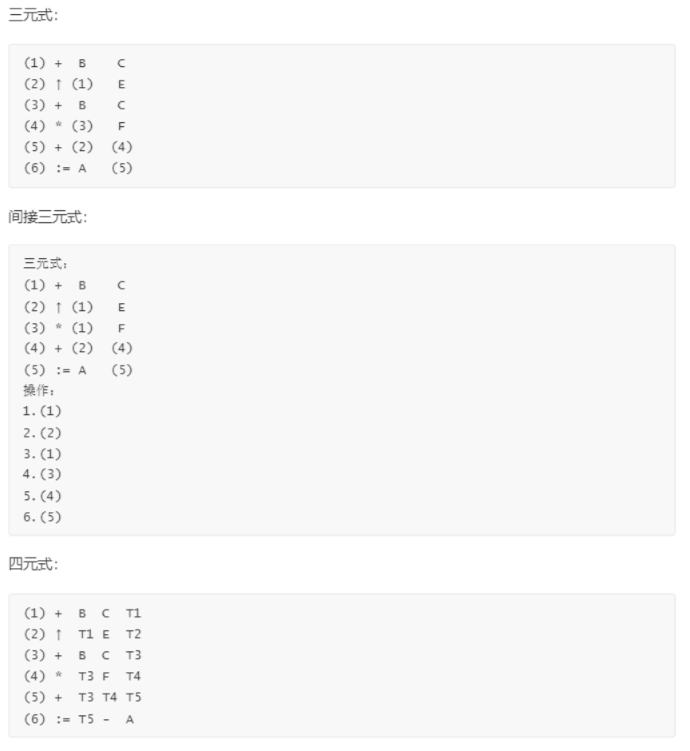 三元式:
(1) + B C
(2) ↑ (1) E
(3) + B C
(4) * (3) F
(5) + (2) (4)
(6) := A (5)
间接三元式:
三元式:
(1) + B C
(2) ↑ (1) E
(3) * (1) F
(4) + (2) (4)
(5) := A (5)
操作:
1.(1)
2.(2)
3.(1)
4.(3)
5.(4)
6.(5)
四元式:
(1) + B C T1
(2) ↑ T1 E T2
(3) + B C T3
(4) * T3 F T4
(5) + T3 T4 T5
(6) := T5 - A